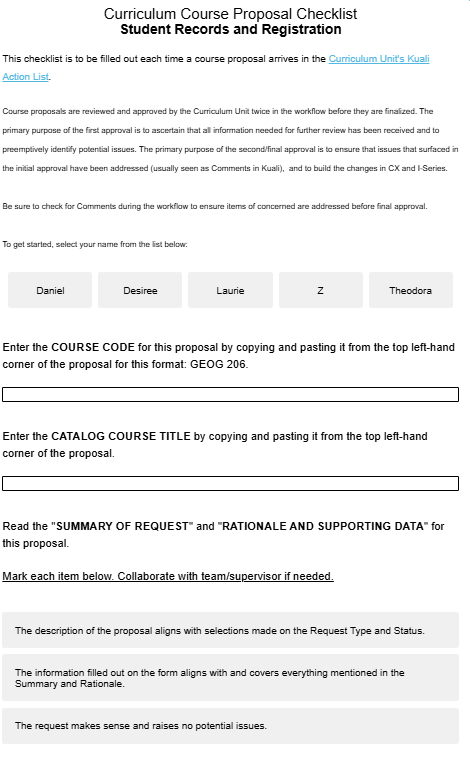 Curriculum Course Proposal Checklist
Student Records and Registration
This checklist is to be filled out each time a course proposal arrives in the Curriculum Unit's Kuali
Action List.
Course proposals are reviewed and approved by the Curriculum Unit twice in the workflow before they are finalized. The
primary purpose of the first approval is to ascertain that all information needed for further review has been received and to
preemptively identify potential issues. The primary purpose of the second/final approval is to ensure that issues that surfaced in
the initial approval have been addressed (usually seen as Comments in Kuali), and to build the changes in CX and I-Series.
Be sure to check for Comments during the workflow to ensure items of concerned are addressed before final approval.
To get started, select your name from the list below:
Daniel Desiree Laurie Z Theodora
Enter the COURSE CODE for this proposal by copying and pasting it from the top left-hand
corner of the proposal for this format: GEOG 206.
Enter the CATALOG COURSE TITLE by copying and pasting it from the top left-hand
corner of the proposal.
Read the "SUMMARY OF REQUEST" and "RATIONALE AND SUPPORTING DATA" for
this proposal.
Mark each item below. Collaborate with team/supervisor if needed.
The description of the proposal aligns with selections made on the Request Type and Status.
The information filled out on the form aligns with and covers everything mentioned in the
Summary and Rationale.
The request makes sense and raises no potential issues.